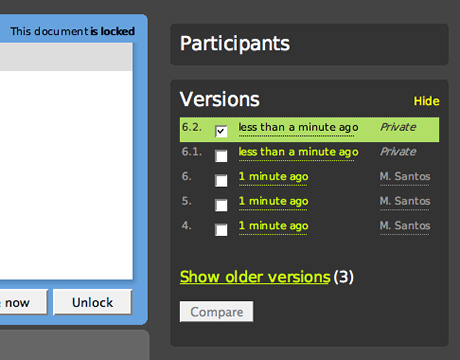 This document is locked
Participants
Versions
Hide
6.2. less than a minute ago Private
6.1. less than a minute ago Private
6. 1 minute ago M. Santos
5. 1 minute ago M. Santos
4. 1 minute ago M. Santos
Show older versions (3)
now Unlock
Compare